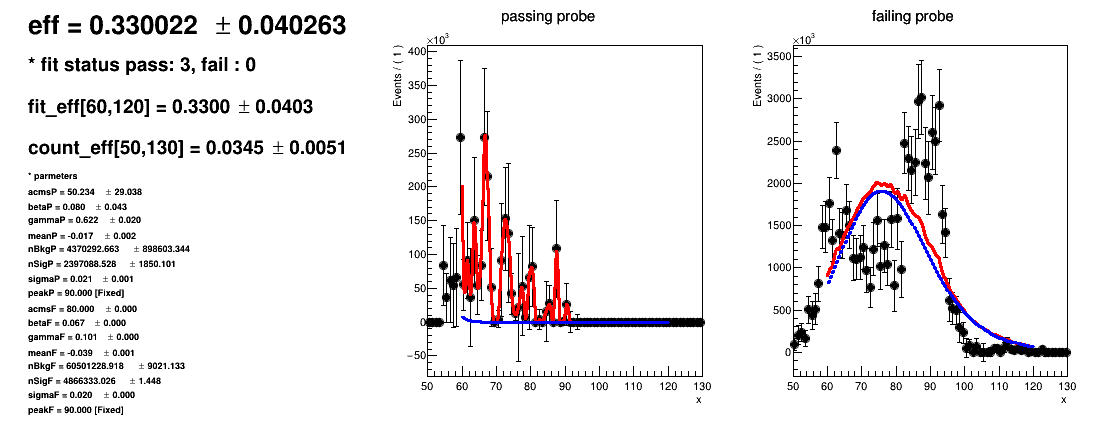 eff = 0.330022 ± 0.040263
* fit status pass: 3, fail : 0
fit_eff[60,120] = 0.3300 ± 0.0403
count_eff[50,130] = 0.0345 ± 0.0051
* parmeters
acmsP = 50.234 ± 29.038
betaP = 0.080 ± 0.043
gammaP = 0.622 ± 0.020
meanP = -0.017 ± 0.002
nBkgP = 4370292.663 ± 898603.344
nSigP = 2397088.528 ± 1850.101
sigmaP = 0.021 ± 0.001
peakP = 90.000 [Fixed]
acmsF = 80.000 ± 0.000
betaF = 0.067 ± 0.000
gammaF = 0.101 ± 0.000
meanF = -0.039 ± 0.001
nBkgF = 60501228.918 ± 9021.133
nSigF = 4866333.026 ± 1.448
sigmaF = 0.020 ± 0.000
peakF = 90.000 [Fixed]
passing probe
×10³
Events / ( 1 )
400
350
300
250
200
150
100
50
0
−50
50 60 70 80 90 100 110 120 130
x
failing probe
×10³
Events / ( 1 )
3500
3000
2500
2000
1500
1000
500
0
50 60 70 80 90 100 110 120 130
x